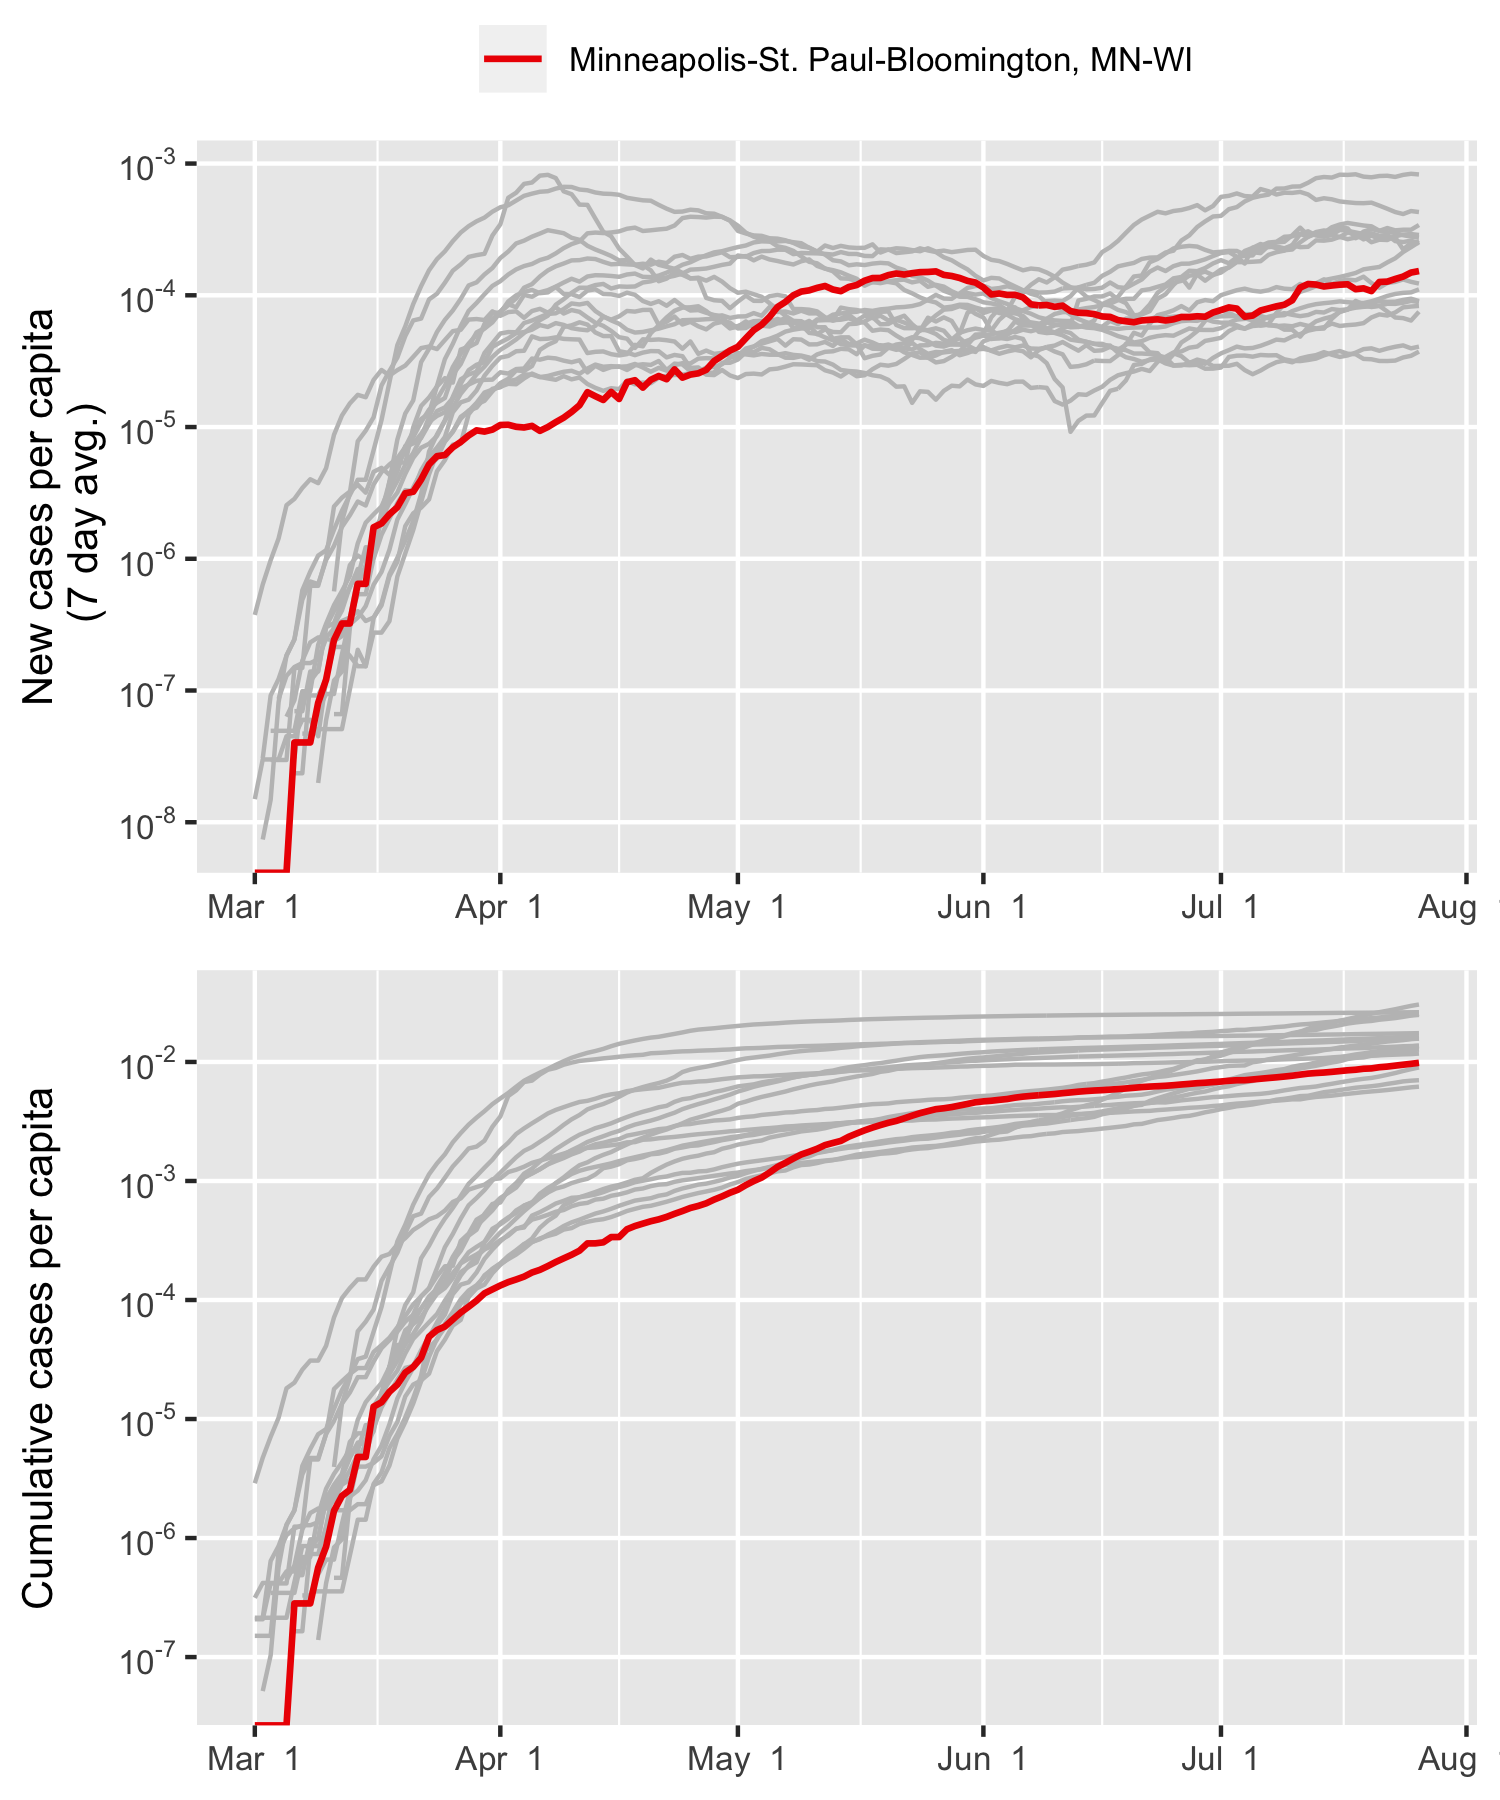 Minneapolis-St. Paul-Bloomington, MN-WI
New cases per capita
(7 day avg.)
10-3
10-4
10-5
10-6
10-7
10-8
Mar 1 Apr 1 May 1 Jun 1 Jul 1 Aug
Cumulative cases per capita
10-2
10-3
10-4
10-5
10-6
10-7
Mar 1 Apr 1 May 1 Jun 1 Jul 1 Aug